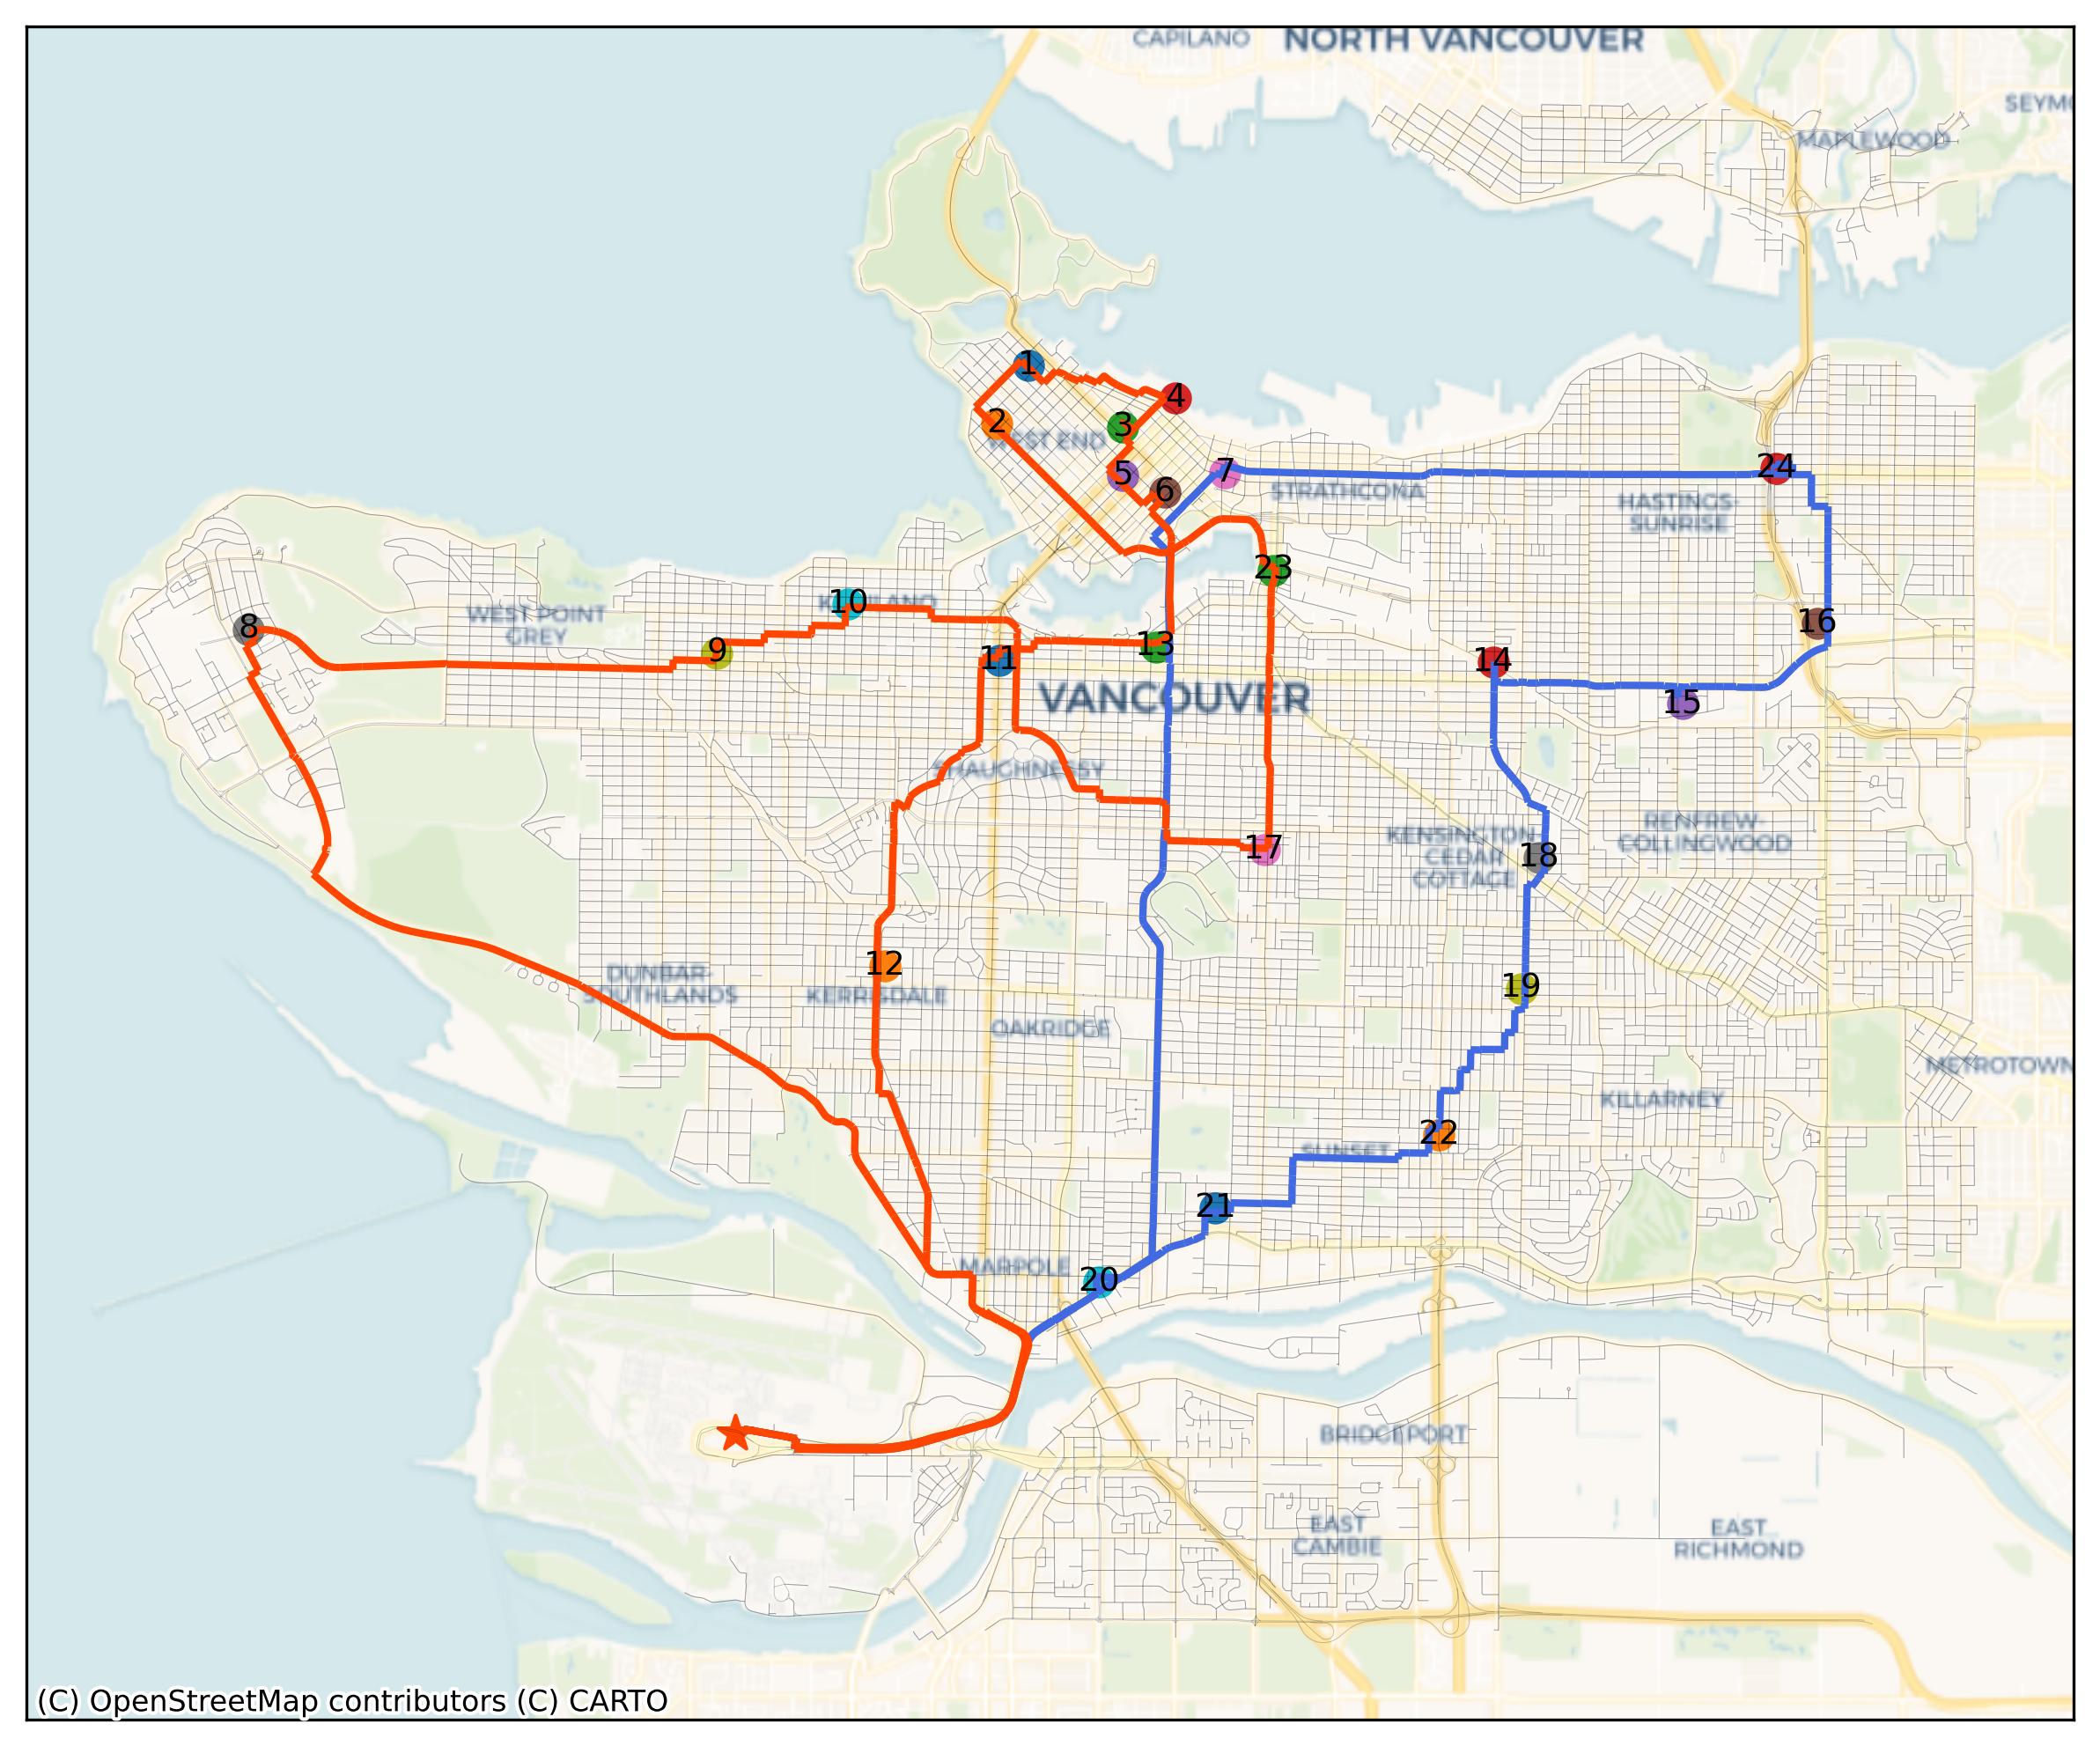 CAPILANO
NORTH VANCOUVER
SEYM
MAPLEWOOD
1
4
2
3
WEST END
5
6
7
24
STRATHCONA
HASTINGS-
SUNRISE
23
8
WEST POINT
GREY
10
9
11
13
14
16
15
VANCOUVER
SHAUGHNESSY
17
KENSINGTON-
CEDAR
COTTAGE
18
RENFREW-
COLLINGWOOD
12
DUNBAR-
SOUTHLANDS
KERRISDALE
19
OAKRIDGE
METROTOWN
KILLARNEY
22
SUNSET
21
MARPOLE
20
BRIDGEPORT
EAST
CAMBIE
EAST
RICHMOND
(C) OpenStreetMap contributors (C) CARTO